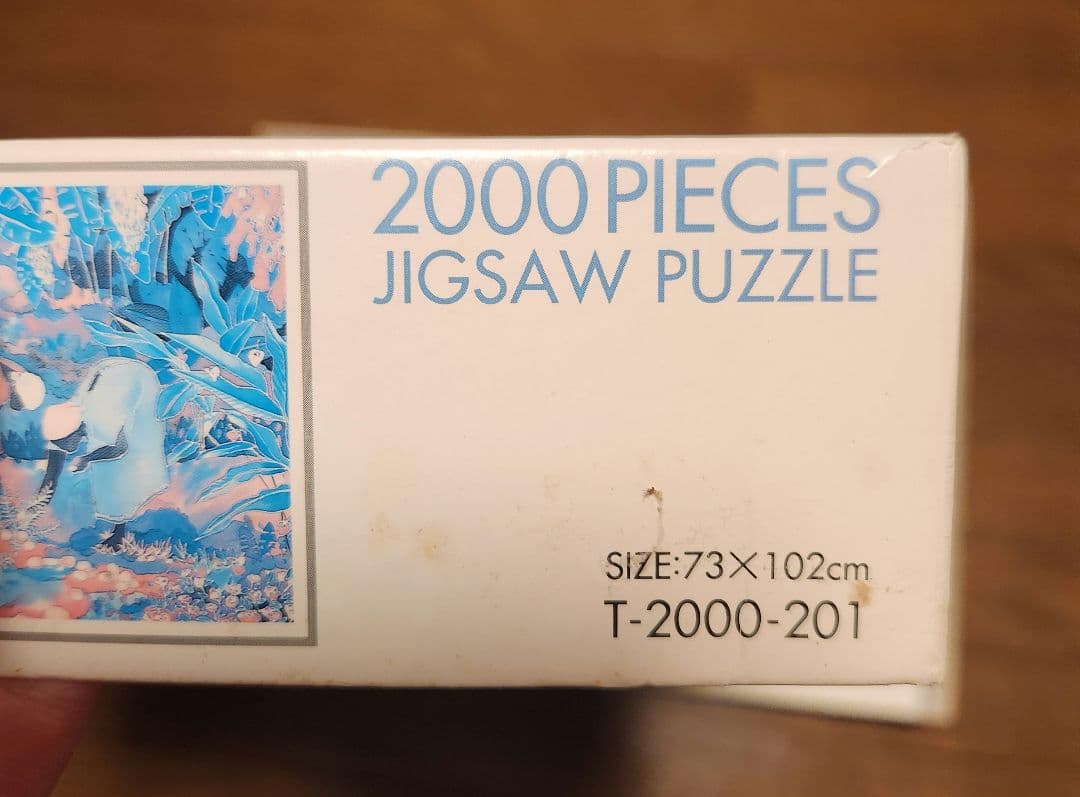 2000 PIECES
JIGSAW PUZZLE
SIZE:73×102cm
T-2000-201